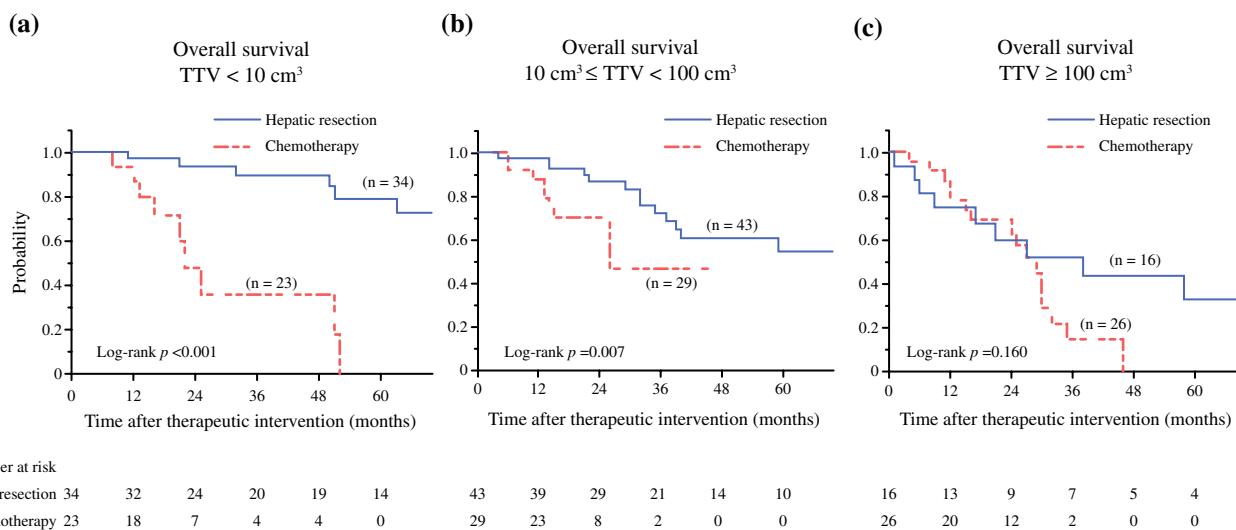 (a)
Overall survival
TTV < 10 cm³
Hepatic resection
Chemotherapy
1.0
0.8
0.6
0.4
0.2
0
Probability
(n = 34)
(n = 23)
Log-rank p <0.001
0 12 24 36 48 60
Time after therapeutic intervention (months)
(b)
Overall survival
10 cm³ ≤ TTV < 100 cm³
Hepatic resection
Chemotherapy
1.0
0.8
0.6
0.4
0.2
0
(n = 43)
(n = 29)
Log-rank p =0.007
0 12 24 36 48 60
Time after therapeutic intervention (months)
(c)
Overall survival
TTV ≥ 100 cm³
Hepatic resection
Chemotherapy
1.0
0.8
0.6
0.4
0.2
0
(n = 16)
(n = 26)
Log-rank p =0.160
0 12 24 36 48 60
Time after therapeutic intervention (months)
er at risk
resection 34 32 24 20 19 14 43 39 29 21 14 10 16 13 9 7 5 4
otherapy 23 18 7 4 4 0 29 23 8 2 0 0 26 20 12 2 0 0